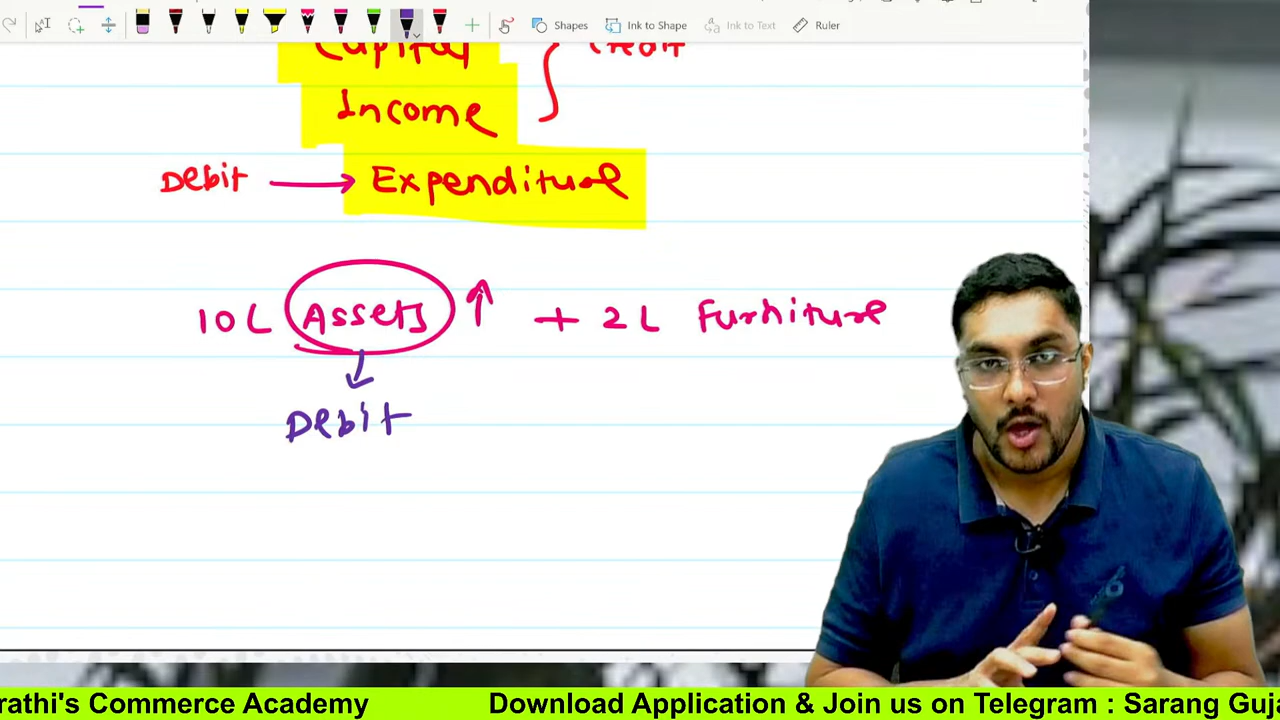 Shapes Ink to Shape Ink to Text Ruler
Capital Credit
Income
Debit → Expenditure
10L Assets ↑ + 2L Furniture
Debit
rathi's Commerce Academy Download Application & Join us on Telegram : Sarang Guja